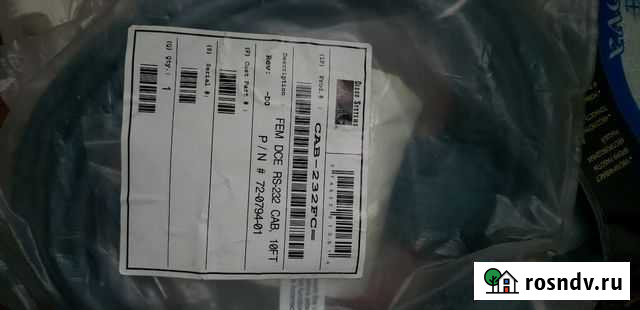 CISCO SYSTEMS
(1P) Prod # :
CAB-232FC=
Description
FEM DCE RS-232 CAB, 10FT
Rev: -D0
P/N # 72-0794-01
(P) Cust Part # :
(S) Serial #:
(Q) Qty.: 1
OVA
rosndv.ru